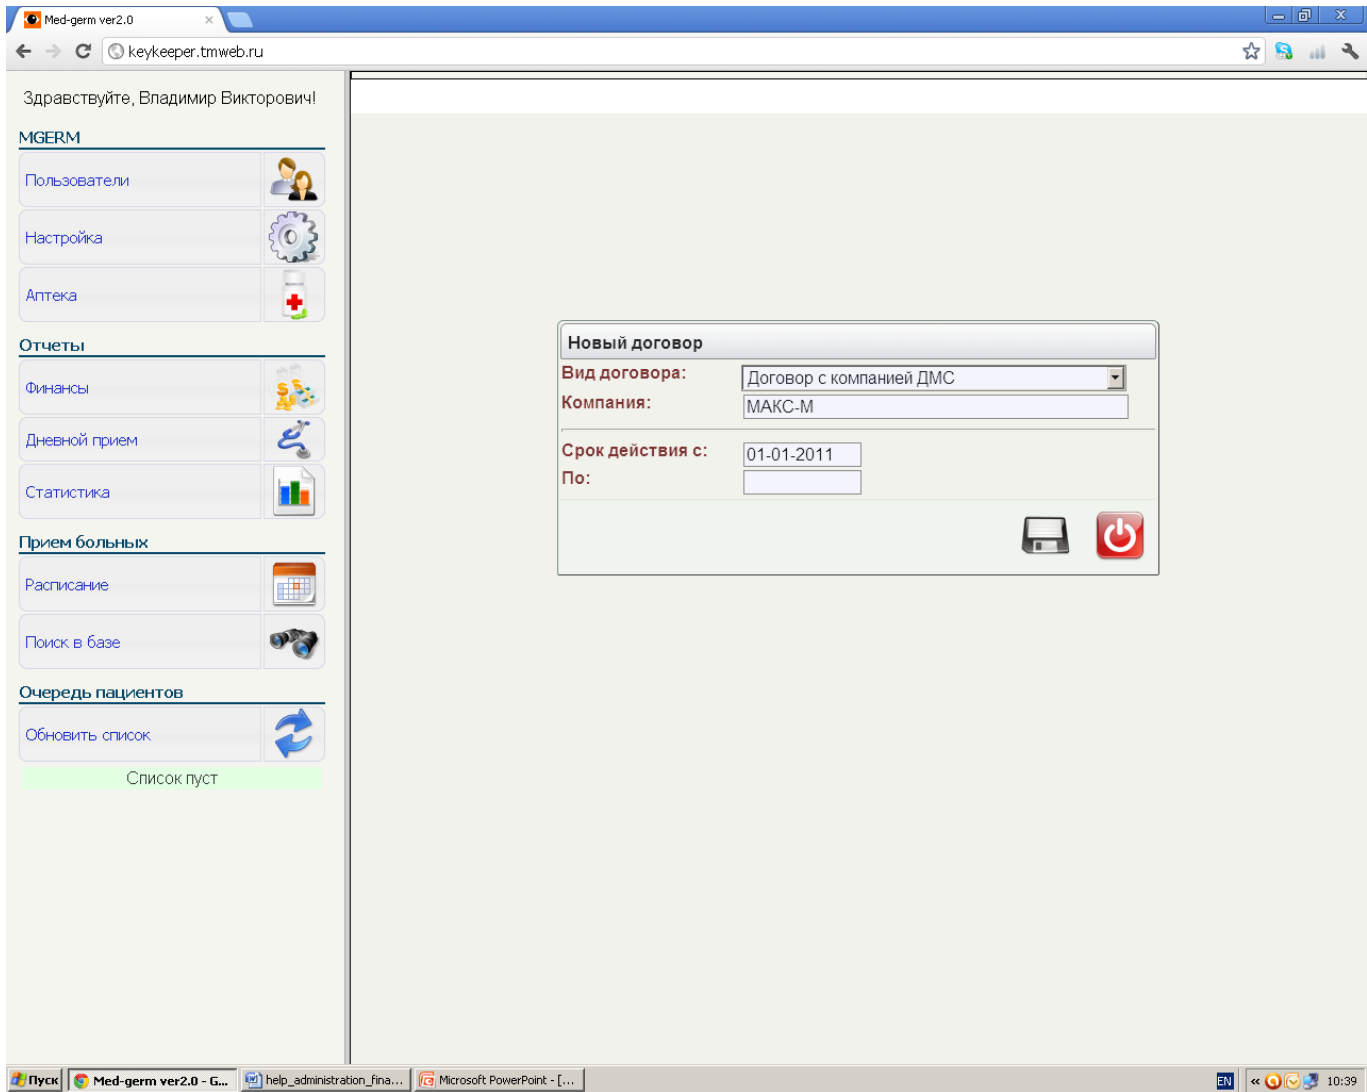 Med-germ ver2.0
keykeeper.tmweb.ru
Здравствуйте, Владимир Викторович!
MGERM
Пользователи
Настройка
Аптека
Отчеты
Финансы
Дневной прием
Статистика
Прием больных
Расписание
Поиск в базе
Очередь пациентов
Обновить список
Список пуст
Новый договор
Вид договора: Договор с компанией ДМС
Компания: МАКС-М
Срок действия с: 01-01-2011
По:
Пуск Med-germ ver2.0 - G... help_administration_fina... Microsoft PowerPoint - [... EN « 10:39